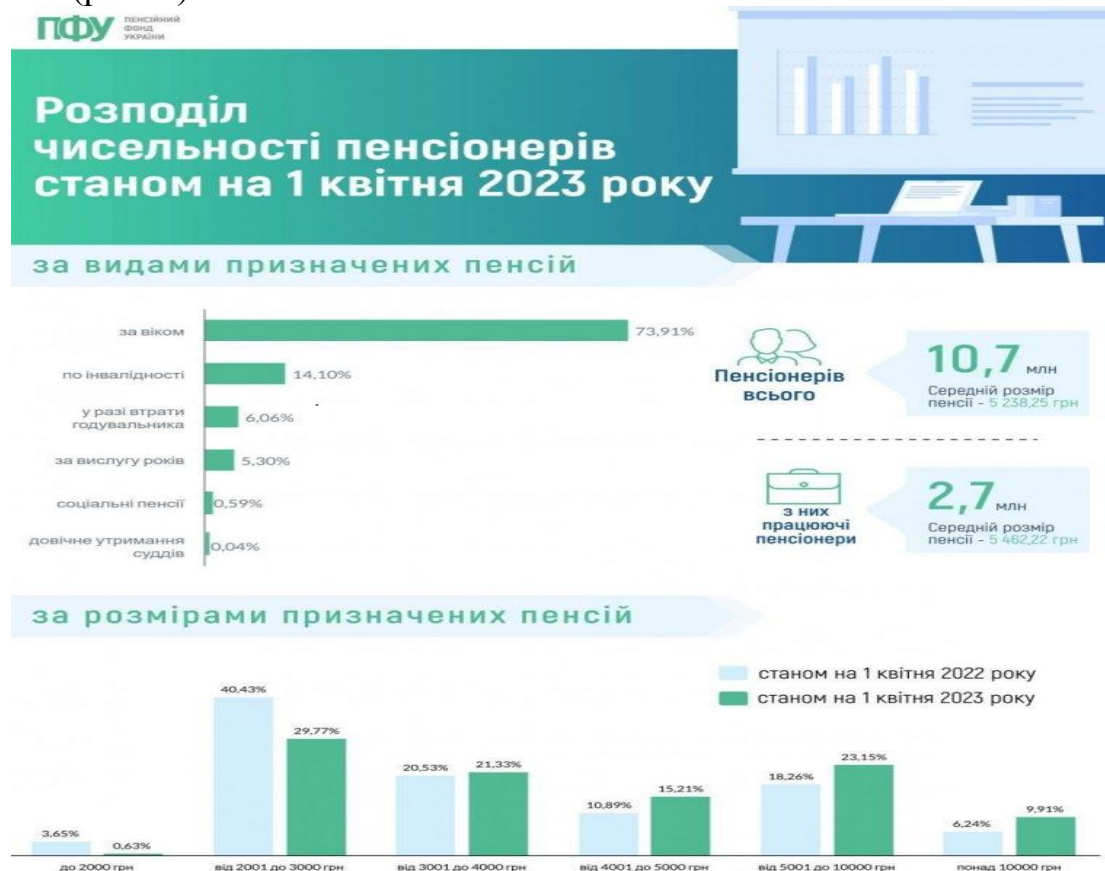 ПФУ
ПЕНСІЙНИЙ
ФОНД
УКРАЇНИ
Розподіл
чисельності пенсіонерів
станом на 1 квітня 2023 року
за видами призначених пенсій
за віком
73,91%
по інвалідності
14,10%
у разі втрати
годувальника
6,06%
за вислугу років
5,30%
соціальні пенсії
0,59%
довічне утримання
суддів
0,04%
Пенсіонерів
всього
10,7 млн
Середній розмір
пенсії - 5 238,25 грн
з них
працюючі
пенсіонери
2,7 млн
Середній розмір
пенсії - 5 462,22 грн
за розмірами призначених пенсій
станом на 1 квітня 2022 року
станом на 1 квітня 2023 року
3,65%
0,63%
40,43%
29,77%
20,53%
21,33%
10,89%
15,21%
18,26%
23,15%
6,24%
9,91%
до 2000 грн
від 2001 до 3000 грн
від 3001 до 4000 грн
від 4001 до 5000 грн
від 5001 до 10000 грн
понад 10000 грн